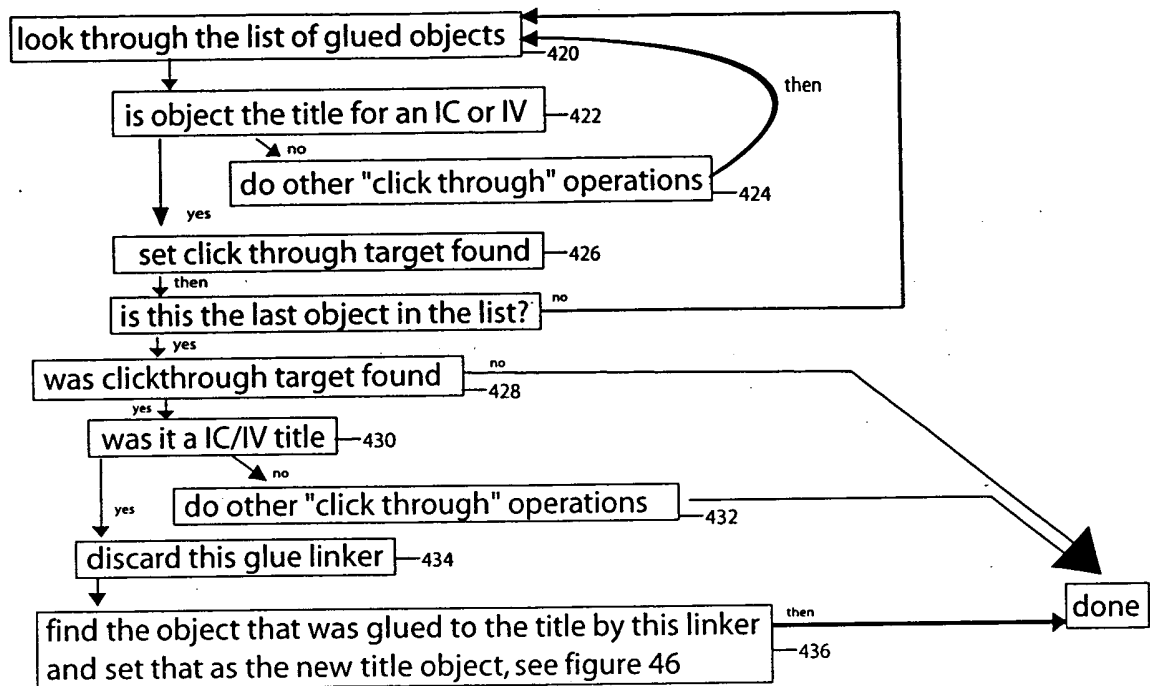 look through the list of glued objects
420
then
is object the title for an IC or IV
422
no
do other "click through" operations
424
yes
set click through target found
426
then
is this the last object in the list?
no
yes
was clickthrough target found
no
428
yes
was it a IC/IV title
430
no
yes
do other "click through" operations
432
discard this glue linker
434
done
find the object that was glued to the title by this linker
then
and set that as the new title object, see figure 46
436